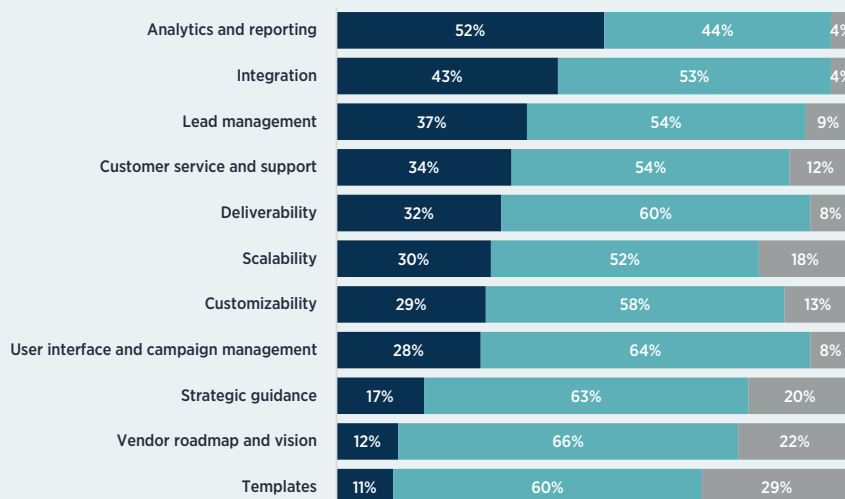 Analytics and reporting 52% 44% 4%
Integration 43% 53% 4%
Lead management 37% 54% 9%
Customer service and support 34% 54% 12%
Deliverability 32% 60% 8%
Scalability 30% 52% 18%
Customizability 29% 58% 13%
User interface and campaign management 28% 64% 8%
Strategic guidance 17% 63% 20%
Vendor roadmap and vision 12% 66% 22%
Templates 11% 60% 29%